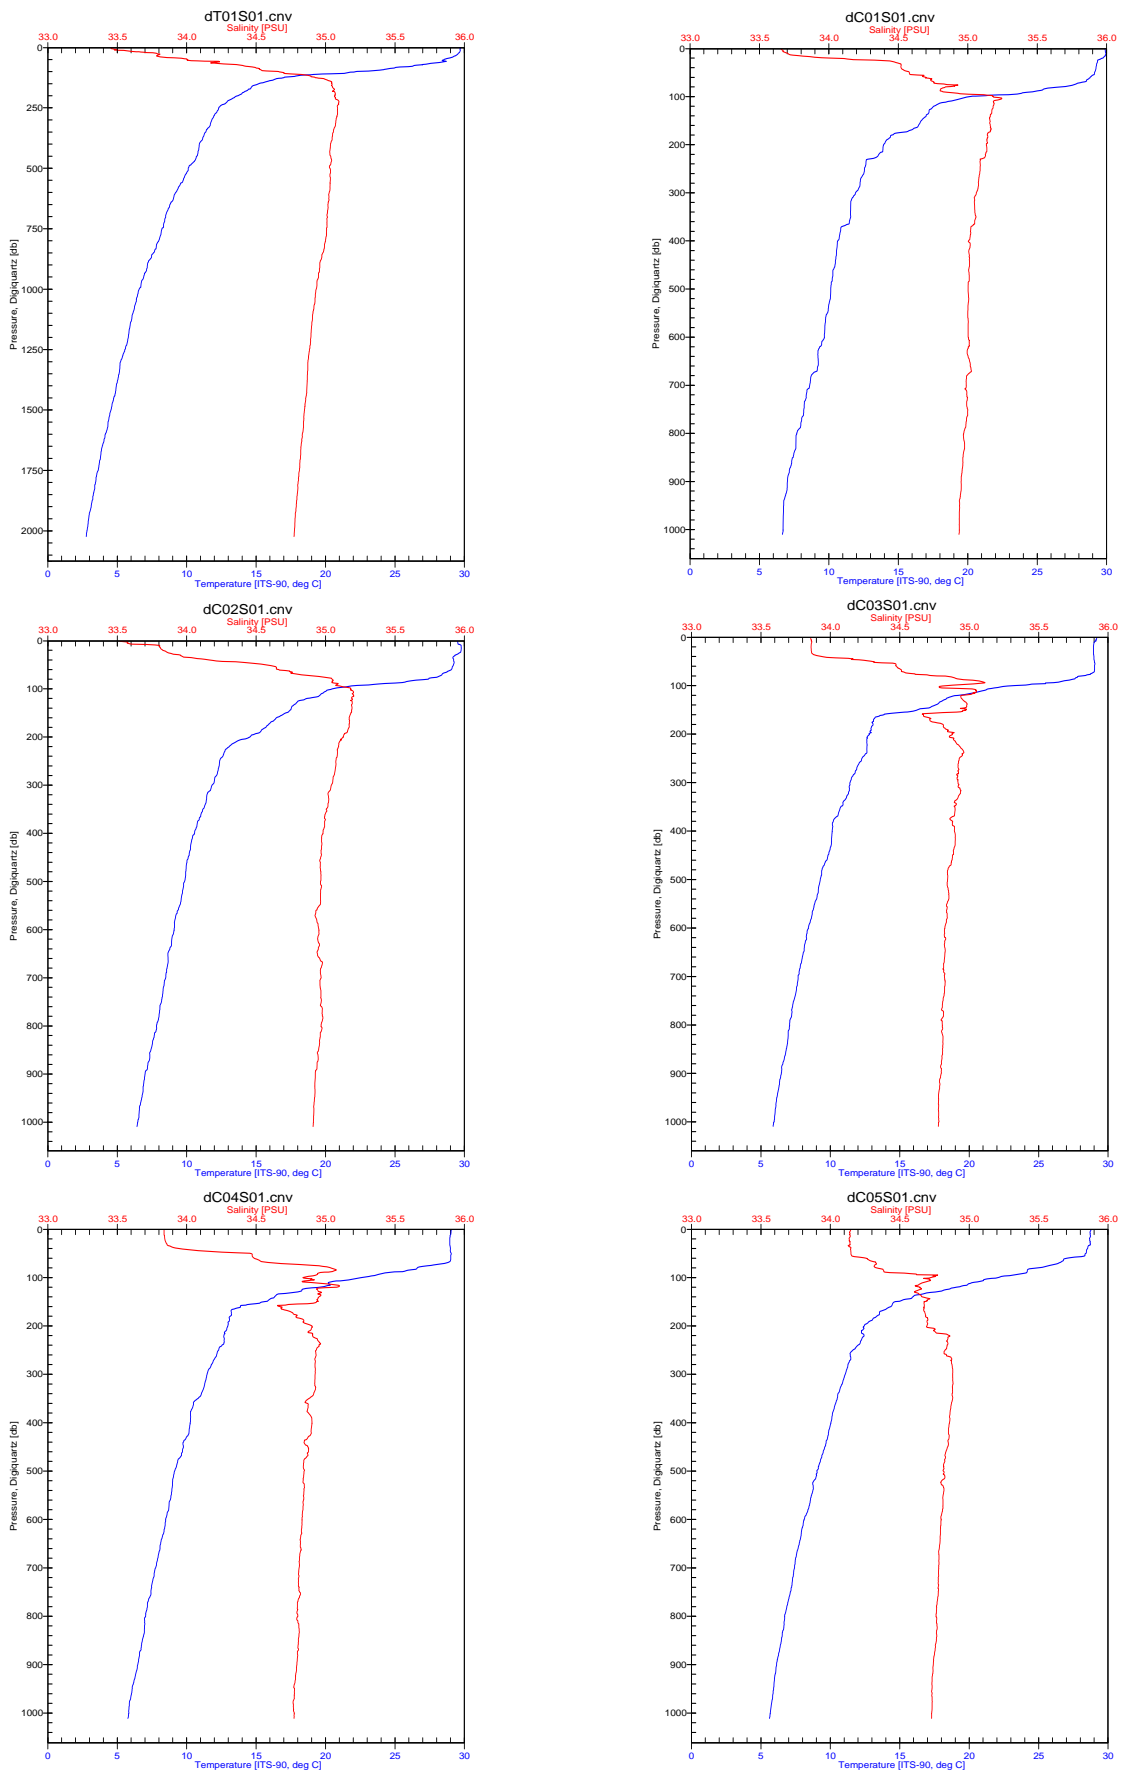 dT01S01.cnv
Salinity [PSU]
33.0 33.5 34.0 34.5 35.0 35.5 36.0
0
250
500
750
1000
1250
1500
1750
2000
Pressure, Digiquartz [db]
0 5 10 15 20 25 30
Temperature [ITS-90, deg C]
dC01S01.cnv
Salinity [PSU]
33.0 33.5 34.0 34.5 35.0 35.5 36.0
0
100
200
300
400
500
600
700
800
900
1000
Pressure, Digiquartz [db]
0 5 10 15 20 25 30
Temperature [ITS-90, deg C]
dC02S01.cnv
Salinity [PSU]
33.0 33.5 34.0 34.5 35.0 35.5 36.0
0
100
200
300
400
500
600
700
800
900
1000
Pressure, Digiquartz [db]
0 5 10 15 20 25 30
Temperature [ITS-90, deg C]
dC03S01.cnv
Salinity [PSU]
33.0 33.5 34.0 34.5 35.0 35.5 36.0
0
100
200
300
400
500
600
700
800
900
1000
Pressure, Digiquartz [db]
0 5 10 15 20 25 30
Temperature [ITS-90, deg C]
dC04S01.cnv
Salinity [PSU]
33.0 33.5 34.0 34.5 35.0 35.5 36.0
0
100
200
300
400
500
600
700
800
900
1000
Pressure, Digiquartz [db]
0 5 10 15 20 25 30
Temperature [ITS-90, deg C]
dC05S01.cnv
Salinity [PSU]
33.0 33.5 34.0 34.5 35.0 35.5 36.0
0
100
200
300
400
500
600
700
800
900
1000
Pressure, Digiquartz [db]
0 5 10 15 20 25 30
Temperature [ITS-90, deg C]